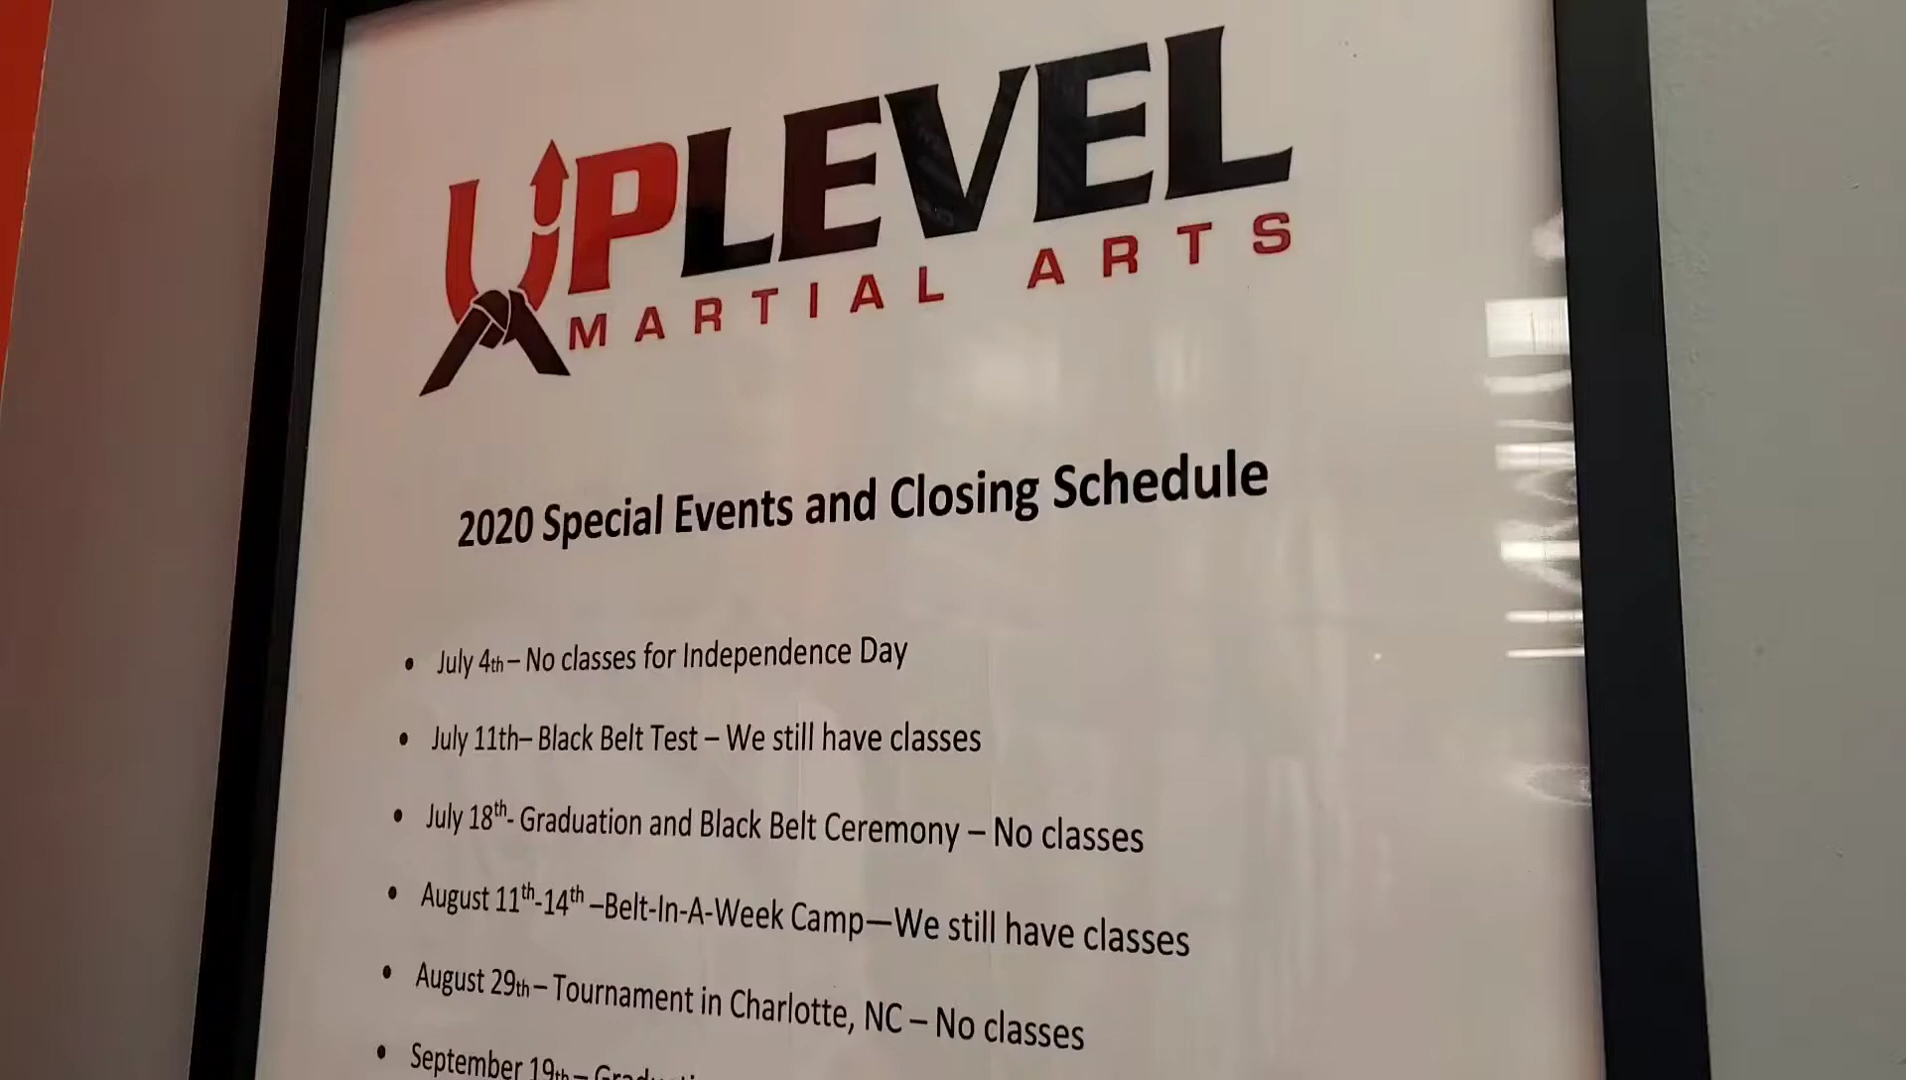 UPLEVEL
MARTIAL ARTS
2020 Special Events and Closing Schedule
• July 4th – No classes for Independence Day
• July 11th– Black Belt Test – We still have classes
• July 18th- Graduation and Black Belt Ceremony – No classes
• August 11th-14th –Belt-In-A-Week Camp—We still have classes
• August 29th – Tournament in Charlotte, NC – No classes
• September 19th –